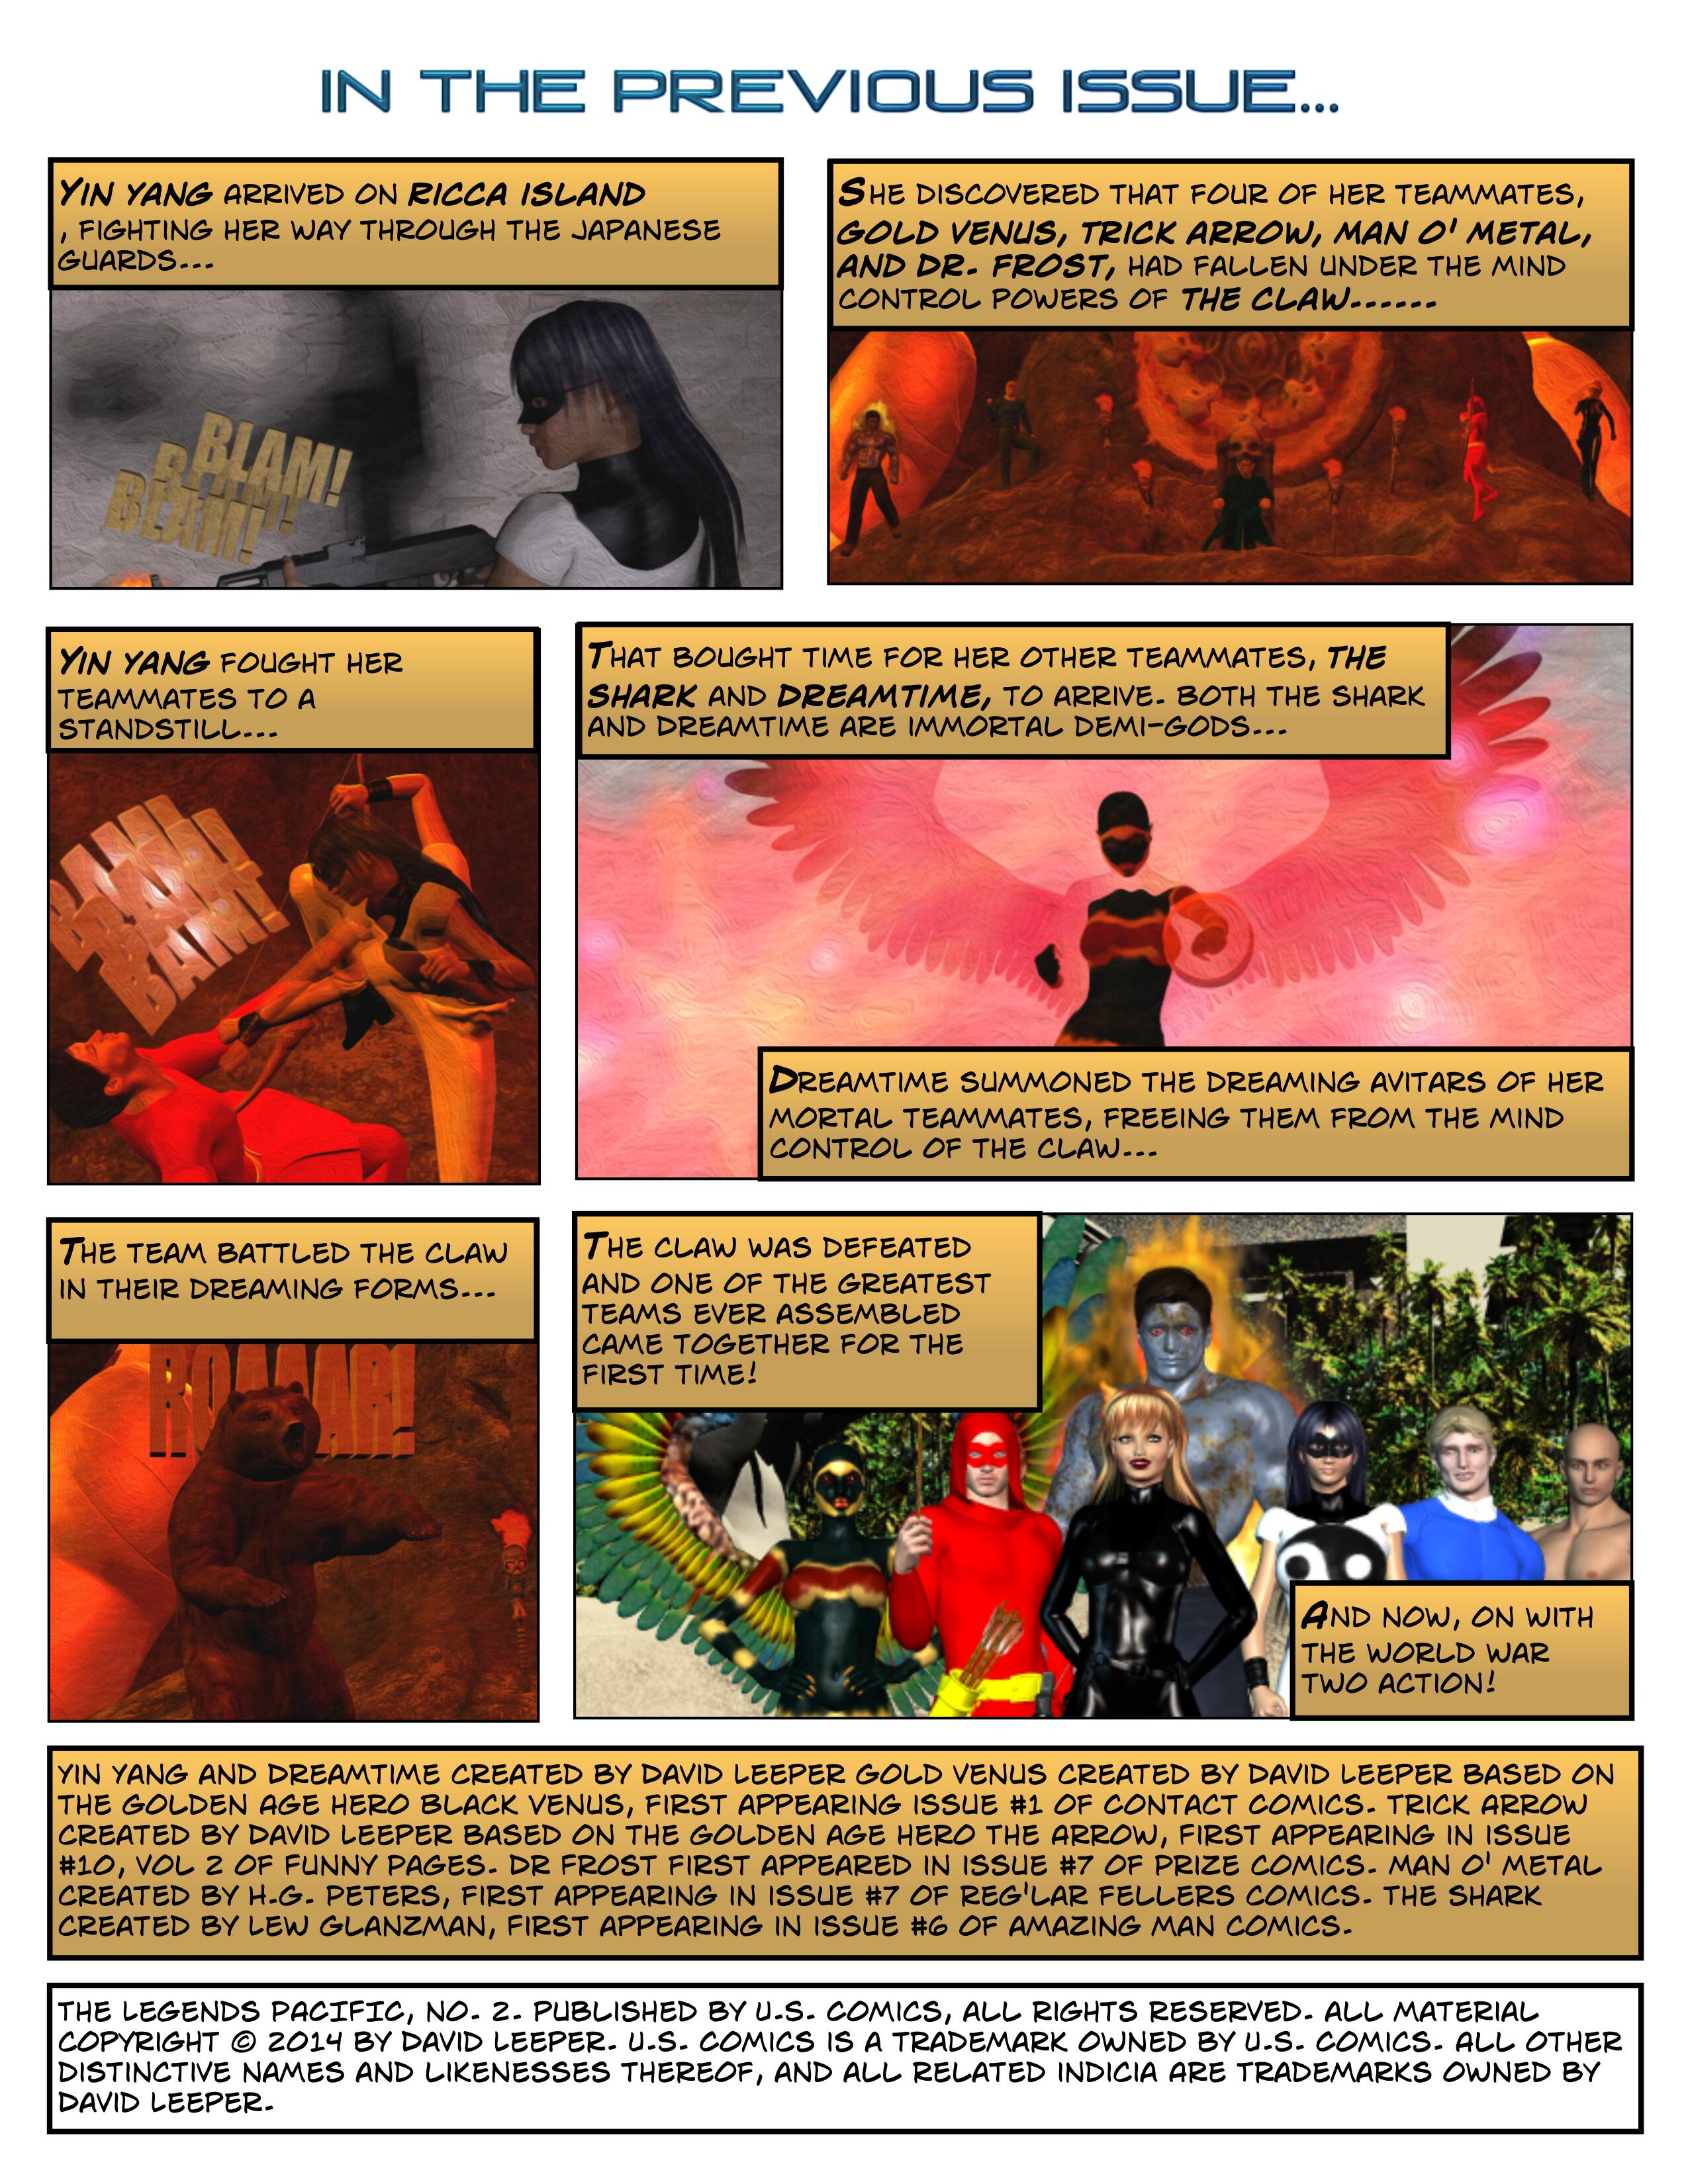 IN THE PREVIOUS ISSUE...
YIN YANG ARRIVED ON RICCA ISLAND
, FIGHTING HER WAY THROUGH THE JAPANESE
GUARDS...
BLAM!
BLAM!
BLAM!
SHE DISCOVERED THAT FOUR OF HER TEAMMATES,
GOLD VENUS, TRICK ARROW, MAN O' METAL,
AND DR. FROST, HAD FALLEN UNDER THE MIND
CONTROL POWERS OF THE CLAW......
YIN YANG FOUGHT HER
TEAMMATES TO A
STANDSTILL...
BAM!
BAM!
BAM!
THAT BOUGHT TIME FOR HER OTHER TEAMMATES, THE
SHARK AND DREAMTIME, TO ARRIVE. BOTH THE SHARK
AND DREAMTIME ARE IMMORTAL DEMI-GODS...
DREAMTIME SUMMONED THE DREAMING AVITARS OF HER
MORTAL TEAMMATES, FREEING THEM FROM THE MIND
CONTROL OF THE CLAW...
THE TEAM BATTLED THE CLAW
IN THEIR DREAMING FORMS...
ROAAAR!
THE CLAW WAS DEFEATED
AND ONE OF THE GREATEST
TEAMS EVER ASSEMBLED
CAME TOGETHER FOR THE
FIRST TIME!
AND NOW, ON WITH
THE WORLD WAR
TWO ACTION!
YIN YANG AND DREAMTIME CREATED BY DAVID LEEPER GOLD VENUS CREATED BY DAVID LEEPER BASED ON
THE GOLDEN AGE HERO BLACK VENUS, FIRST APPEARING ISSUE #1 OF CONTACT COMICS. TRICK ARROW
CREATED BY DAVID LEEPER BASED ON THE GOLDEN AGE HERO THE ARROW, FIRST APPEARING IN ISSUE
#10, VOL 2 OF FUNNY PAGES. DR FROST FIRST APPEARED IN ISSUE #7 OF PRIZE COMICS. MAN O' METAL
CREATED BY H.G. PETERS, FIRST APPEARING IN ISSUE #7 OF REG'LAR FELLERS COMICS. THE SHARK
CREATED BY LEW GLANZMAN, FIRST APPEARING IN ISSUE #6 OF AMAZING MAN COMICS.
THE LEGENDS PACIFIC, NO. 2. PUBLISHED BY U.S. COMICS, ALL RIGHTS RESERVED. ALL MATERIAL
COPYRIGHT © 2014 BY DAVID LEEPER. U.S. COMICS IS A TRADEMARK OWNED BY U.S. COMICS. ALL OTHER
DISTINCTIVE NAMES AND LIKENESSES THEREOF, AND ALL RELATED INDICIA ARE TRADEMARKS OWNED BY
DAVID LEEPER.